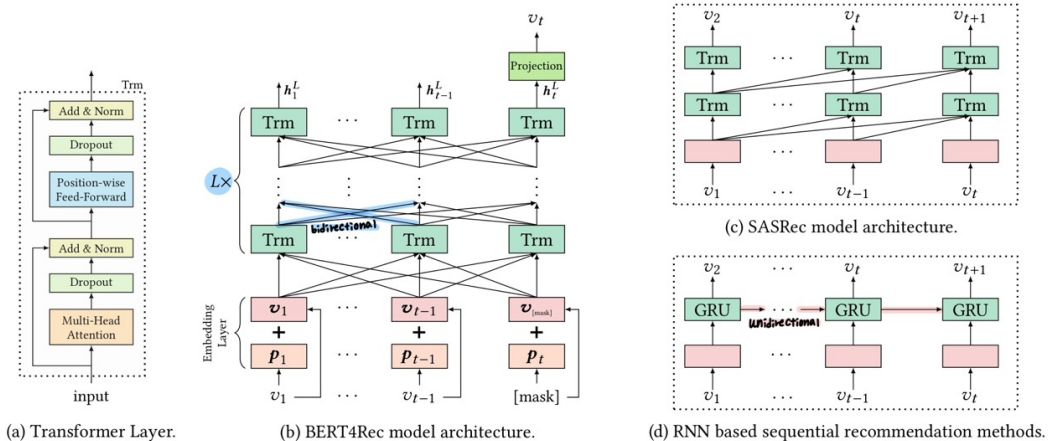 Trm
Add & Norm
Dropout
Position-wise
Feed-Forward
Add & Norm
Dropout
Multi-Head
Attention
input
(a) Transformer Layer.
v_t
Projection
h_1^L
h_{t-1}^L
h_t^L
Trm . . . Trm Trm
L×
bidirectional
Trm . . . Trm Trm
Embedding
Layer
v_1 . . . v_{t-1} v_[mask]
+ + +
p_1 . . . p_{t-1} p_t
v_1 . . . v_{t-1} [mask]
(b) BERT4Rec model architecture.
v_2 v_t v_{t+1}
Trm . . . Trm Trm
Trm . . . Trm Trm
v_1 v_{t-1} v_t
(c) SASRec model architecture.
v_2 . . . v_t v_{t+1}
GRU . . . GRU GRU
unidirectional
v_1 . . . v_{t-1} v_t
(d) RNN based sequential recommendation methods.